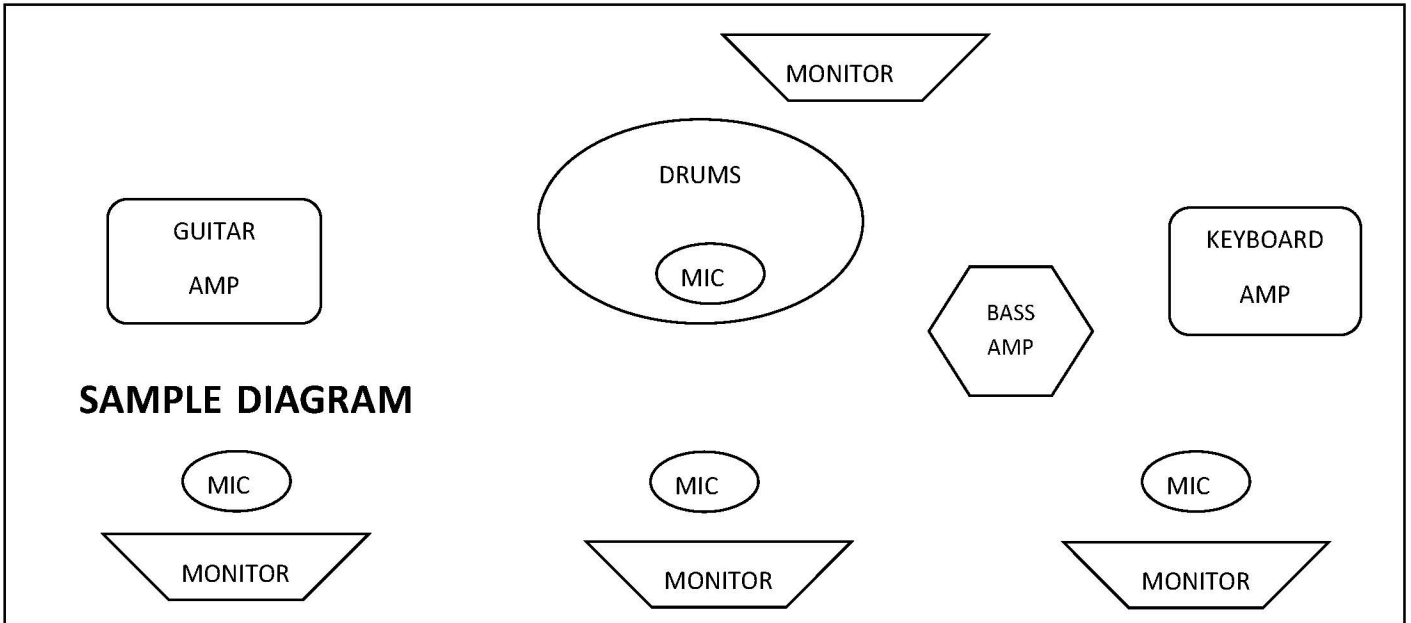 MONITOR
DRUMS
GUITAR
AMP
MIC
KEYBOARD
AMP
BASS
AMP
SAMPLE DIAGRAM
MIC
MIC
MIC
MONITOR
MONITOR
MONITOR